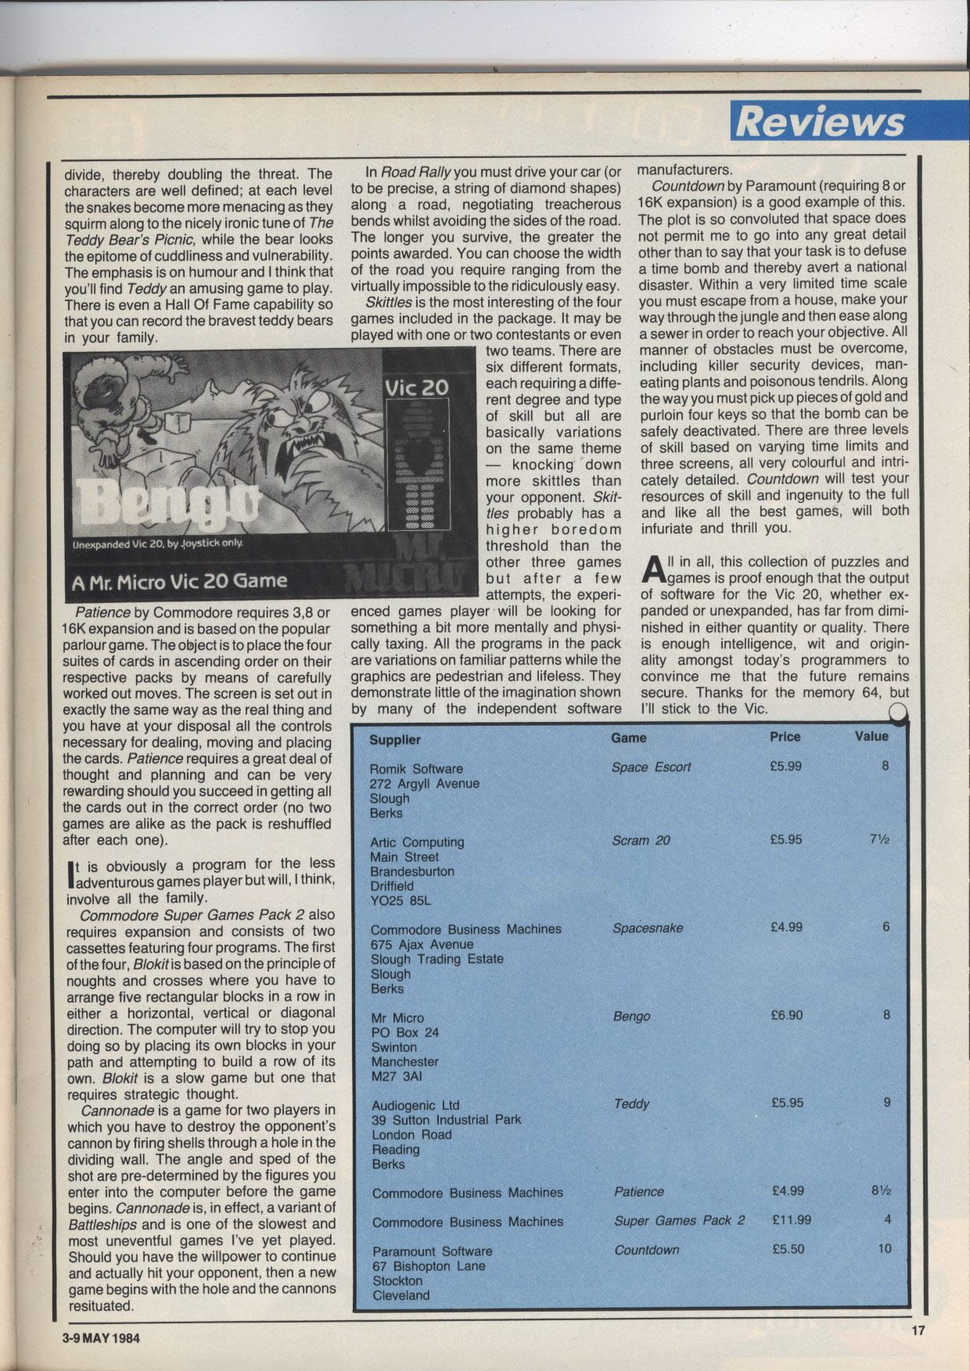 Reviews
divide, thereby doubling the threat. The
characters are well defined; at each level
the snakes become more menacing as they
squirm along to the nicely ironic tune of The
Teddy Bear's Picnic, while the bear looks
the epitome of cuddliness and vulnerability.
The emphasis is on humour and I think that
you'll find Teddy an amusing game to play.
There is even a Hall Of Fame capability so
that you can record the bravest teddy bears
in your family.
Vic 20
Bengo
Unexpanded Vic 20, by Joystick only.
MR.
MICRO
A Mr. Micro Vic 20 Game
Patience by Commodore requires 3,8 or
16K expansion and is based on the popular
parlour game. The object is to place the four
suites of cards in ascending order on their
respective packs by means of carefully
worked out moves. The screen is set out in
exactly the same way as the real thing and
you have at your disposal all the controls
necessary for dealing, moving and placing
the cards. Patience requires a great deal of
thought and planning and can be very
rewarding should you succeed in getting all
the cards out in the correct order (no two
games are alike as the pack is reshuffled
after each one).
It is obviously a program for the less
adventurous games player but will, I think,
involve all the family.
Commodore Super Games Pack 2 also
requires expansion and consists of two
cassettes featuring four programs. The first
of the four, Blokit is based on the principle of
noughts and crosses where you have to
arrange five rectangular blocks in a row in
either a horizontal, vertical or diagonal
direction. The computer will try to stop you
doing so by placing its own blocks in your
path and attempting to build a row of its
own. Blokit is a slow game but one that
requires strategic thought.
Cannonade is a game for two players in
which you have to destroy the opponent's
cannon by firing shells through a hole in the
dividing wall. The angle and sped of the
shot are pre-determined by the figures you
enter into the computer before the game
begins. Cannonade is, in effect, a variant of
Battleships and is one of the slowest and
most uneventful games I've yet played.
Should you have the willpower to continue
and actually hit your opponent, then a new
game begins with the hole and the cannons
resituated.
In Road Rally you must drive your car (or
to be precise, a string of diamond shapes)
along a road, negotiating treacherous
bends whilst avoiding the sides of the road.
The longer you survive, the greater the
points awarded. You can choose the width
of the road you require ranging from the
virtually impossible to the ridiculously easy.
Skittles is the most interesting of the four
games included in the package. It may be
played with one or two contestants or even
two teams. There are
six different formats,
each requiring a diffe-
rent degree and type
of skill but all are
basically variations
on the same theme
— knocking down
more skittles than
your opponent. Skit-
tles probably has a
higher boredom
threshold than the
other three games
but after a few
attempts, the experi-
enced games player will be looking for
something a bit more mentally and physi-
cally taxing. All the programs in the pack
are variations on familiar patterns while the
graphics are pedestrian and lifeless. They
demonstrate little of the imagination shown
by many of the independent software
manufacturers.
Countdown by Paramount (requiring 8 or
16K expansion) is a good example of this.
The plot is so convoluted that space does
not permit me to go into any great detail
other than to say that your task is to defuse
a time bomb and thereby avert a national
disaster. Within a very limited time scale
you must escape from a house, make your
way through the jungle and then ease along
a sewer in order to reach your objective. All
manner of obstacles must be overcome,
including killer security devices, man-
eating plants and poisonous tendrils. Along
the way you must pick up pieces of gold and
purloin four keys so that the bomb can be
safely deactivated. There are three levels
of skill based on varying time limits and
three screens, all very colourful and intri-
cately detailed. Countdown will test your
resources of skill and ingenuity to the full
and like all the best games, will both
infuriate and thrill you.
All in all, this collection of puzzles and
games is proof enough that the output
of software for the Vic 20, whether ex-
panded or unexpanded, has far from dimi-
nished in either quantity or quality. There
is enough intelligence, wit and origin-
ality amongst today's programmers to
convince me that the future remains
secure. Thanks for the memory 64, but
I'll stick to the Vic.
Supplier Game Price Value
Romik Software Space Escort £5.99 8
272 Argyll Avenue
Slough
Berks
Artic Computing Scram 20 £5.95 7½
Main Street
Brandesburton
Driffield
YO25 85L
Commodore Business Machines Spacesnake £4.99 6
675 Ajax Avenue
Slough Trading Estate
Slough
Berks
Mr Micro Bengo £6.90 8
PO Box 24
Swinton
Manchester
M27 3AI
Audiogenic Ltd Teddy £5.95 9
39 Sutton Industrial Park
London Road
Reading
Berks
Commodore Business Machines Patience £4.99 8½
Commodore Business Machines Super Games Pack 2 £11.99 4
Paramount Software Countdown £5.50 10
67 Bishopton Lane
Stockton
Cleveland
3-9 MAY 1984
17